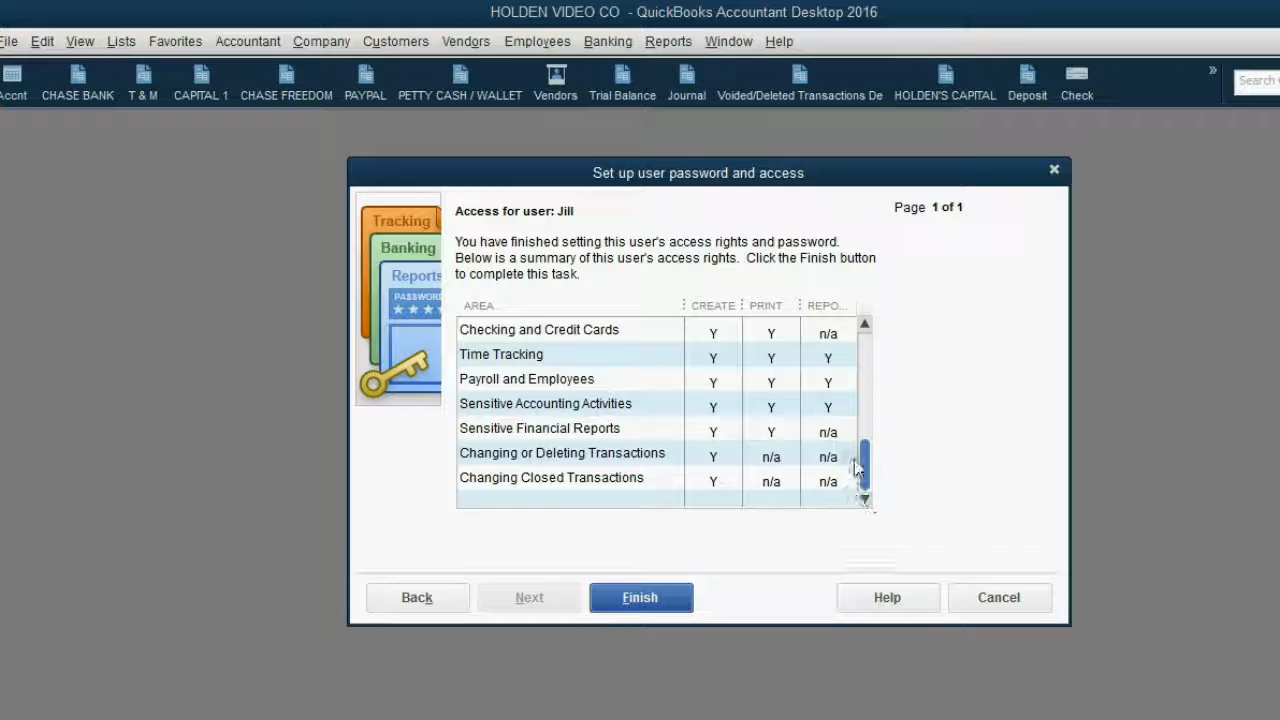 HOLDEN VIDEO CO - QuickBooks Accountant Desktop 2016
File Edit View Lists Favorites Accountant Company Customers Vendors Employees Banking Reports Window Help
Accnt CHASE BANK T & M CAPITAL 1 CHASE FREEDOM PAYPAL PETTY CASH / WALLET Vendors Trial Balance Journal Voided/Deleted Transactions De HOLDEN'S CAPITAL Deposit Check » Search
Set up user password and access
Tracking
Banking
Reports
PASSWORD
Access for user: Jill
Page 1 of 1
You have finished setting this user's access rights and password.
Below is a summary of this user's access rights. Click the Finish button
to complete this task.
AREA CREATE PRINT REPO...
Checking and Credit Cards Y Y n/a
Time Tracking Y Y Y
Payroll and Employees Y Y Y
Sensitive Accounting Activities Y Y Y
Sensitive Financial Reports Y Y n/a
Changing or Deleting Transactions Y n/a n/a
Changing Closed Transactions Y n/a n/a
Back Next Finish Help Cancel